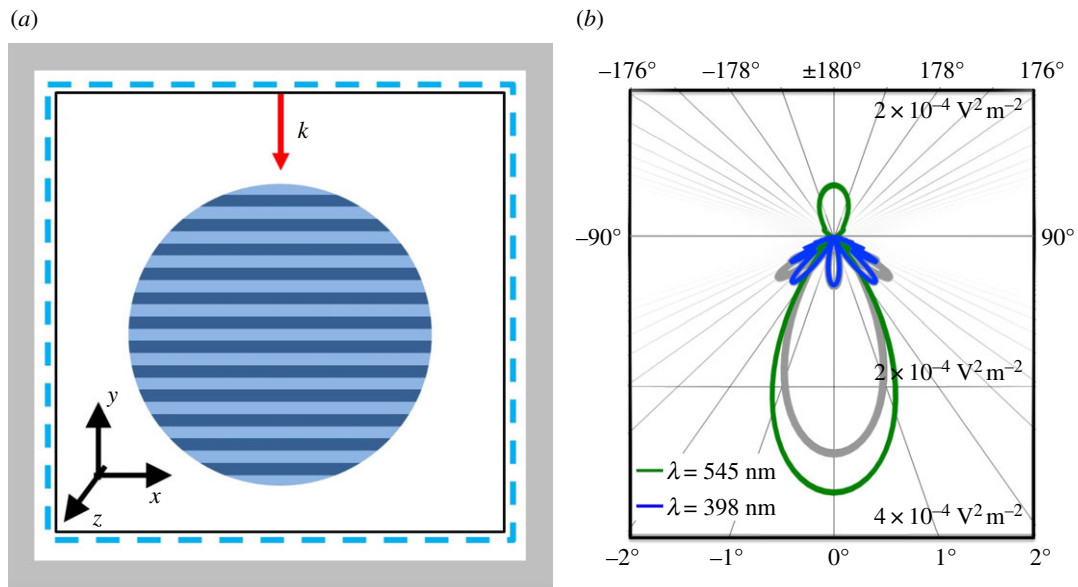 (a)
k
y
x
z
(b)
–176° –178° ±180° 178° 176°
2 × 10⁻⁴ V² m⁻²
–90° 90°
2 × 10⁻⁴ V² m⁻²
λ = 545 nm
λ = 398 nm
4 × 10⁻⁴ V² m⁻²
–2° –1° 0° 1° 2°